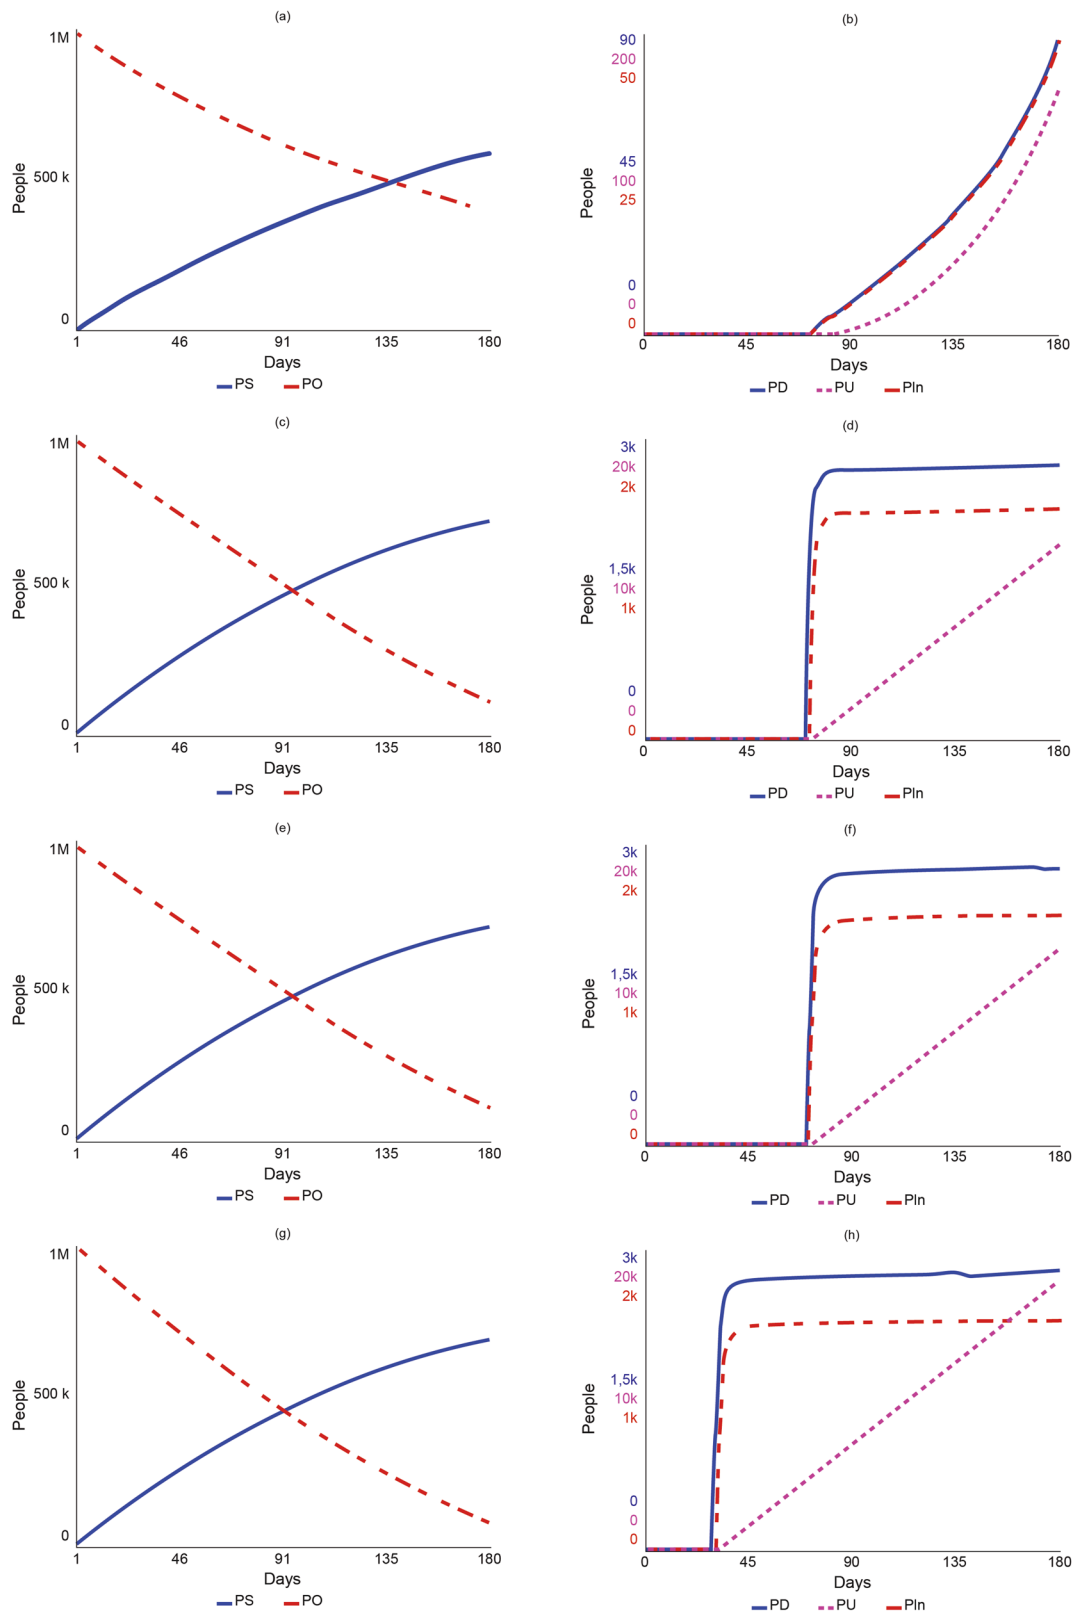 (a)
1M
500 k
0
People
1 46 91 135 180
Days
PS PO
(b)
90
200
50
45
100
25
0
0
0
People
0 45 90 135 180
Days
PD PU PIn
(c)
1M
500 k
0
People
1 46 91 135 180
Days
PS PO
(d)
3k
20k
2k
1,5k
10k
1k
0
0
0
People
0 45 90 135 180
Days
PD PU PIn
(e)
1M
500 k
0
People
1 46 91 135 180
Days
PS PO
(f)
3k
20k
2k
1,5k
10k
1k
0
0
0
People
0 45 90 135 180
Days
PD PU PIn
(g)
1M
500 k
0
People
1 46 91 135 180
Days
PS PO
(h)
3k
20k
2k
1,5k
10k
1k
0
0
0
People
0 45 90 135 180
Days
PD PU PIn